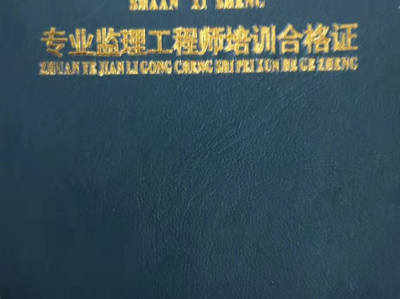 SHAAN XI SHENG
专业监理工程师培训合格证
ZHUAN YE JIAN LI GONG CHENG SHI PEI XUN HE GE ZHENG